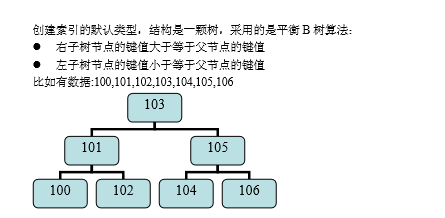 创建索引的默认类型，结构是一颗树，采用的是平衡 B 树算法：
● 右子树节点的键值大于等于父节点的键值
● 左子树节点的键值小于等于父节点的键值
比如有数据:100,101,102,103,104,105,106
103
101 105
100 102 104 106